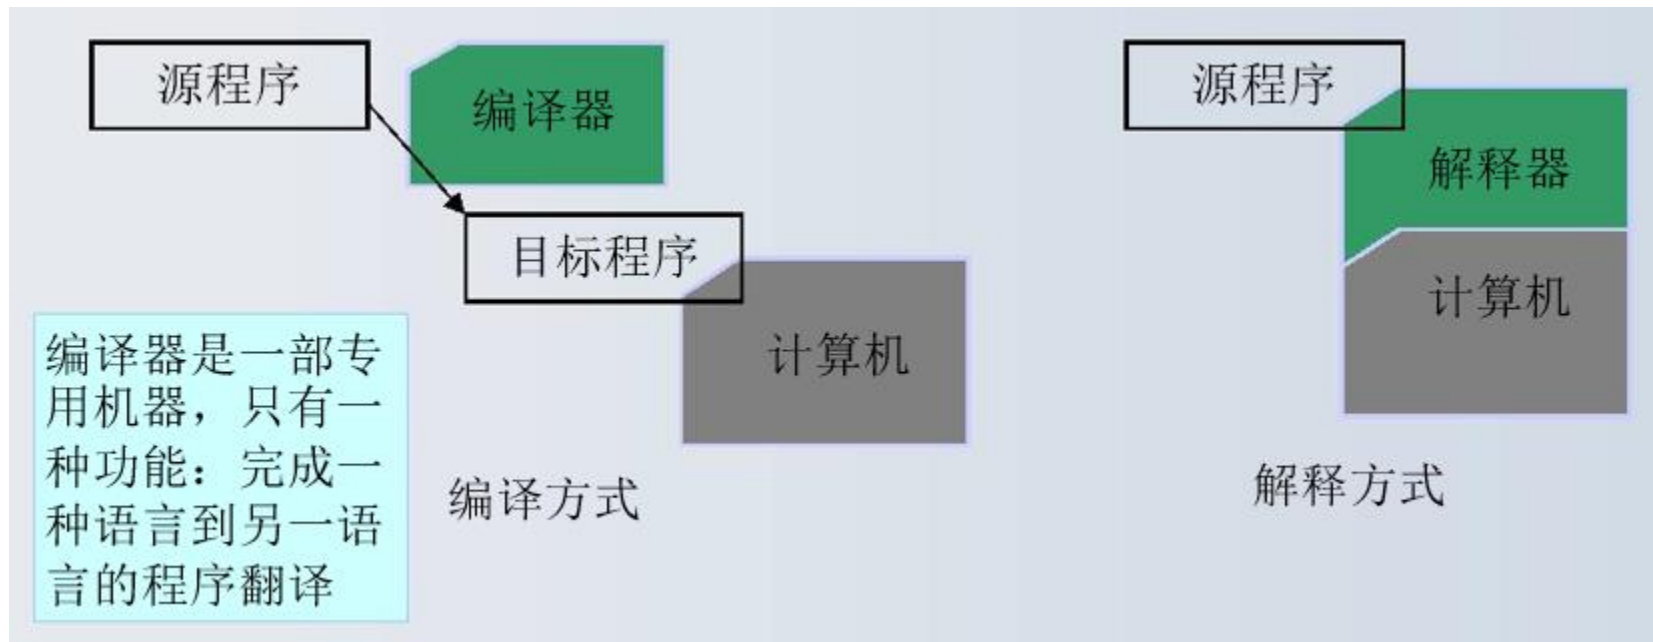 源程序
编译器
目标程序
计算机
编译器是一部专
用机器，只有一
种功能：完成一
种语言到另一语
言的程序翻译
编译方式
源程序
解释器
计算机
解释方式